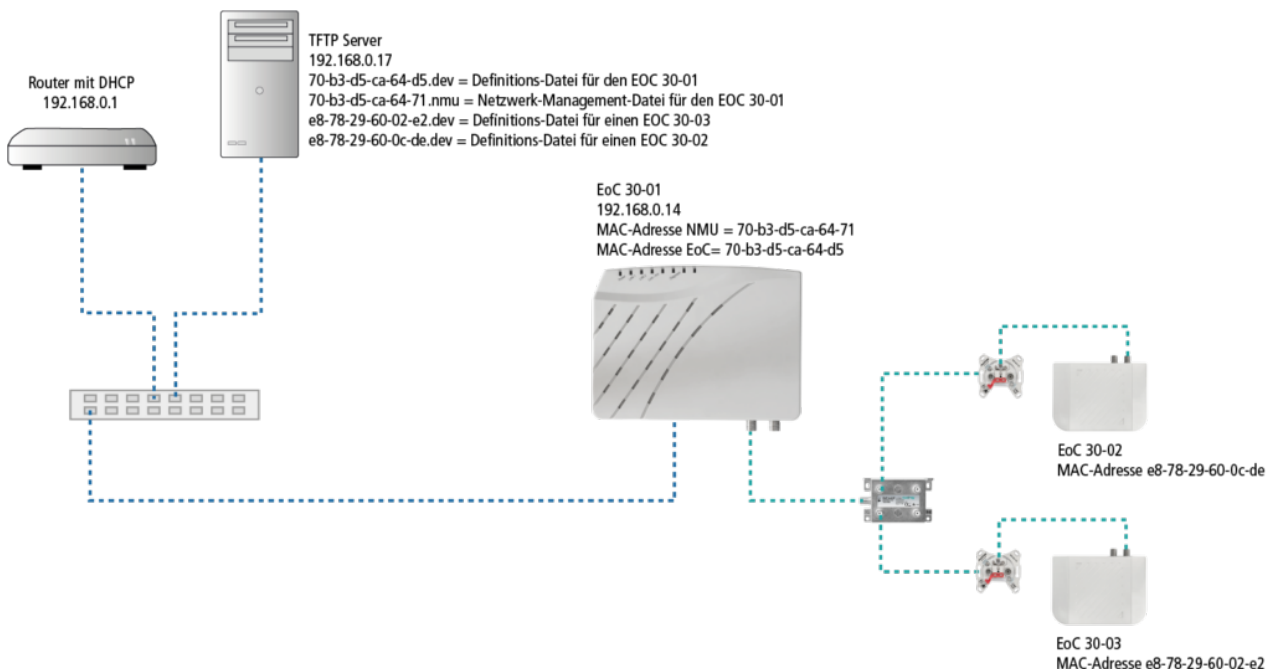 TFTP Server
192.168.0.17
70-b3-d5-ca-64-d5.dev = Definitions-Datei für den EOC 30-01
70-b3-d5-ca-64-71.nmu = Netzwerk-Management-Datei für den EOC 30-01
e8-78-29-60-02-e2.dev = Definitions-Datei für einen EOC 30-03
e8-78-29-60-0c-de.dev = Definitions-Datei für einen EOC 30-02
Router mit DHCP
192.168.0.1
EoC 30-01
192.168.0.14
MAC-Adresse NMU = 70-b3-d5-ca-64-71
MAC-Adresse EoC= 70-b3-d5-ca-64-d5
EoC 30-02
MAC-Adresse e8-78-29-60-0c-de
EoC 30-03
MAC-Adresse e8-78-29-60-02-e2